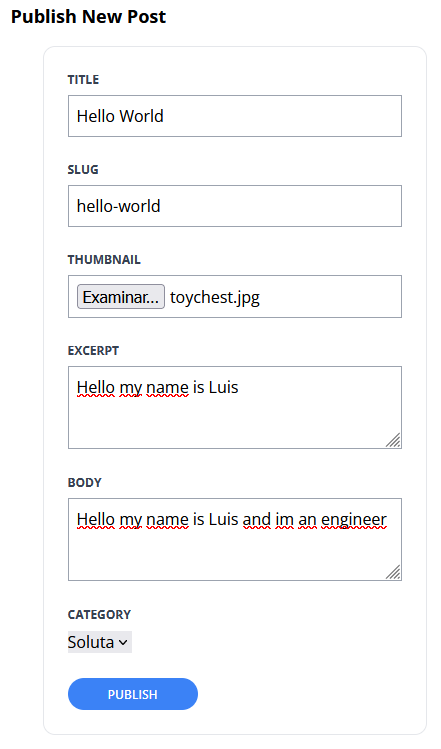 Publish New Post
TITLE
Hello World
SLUG
hello-world
THUMBNAIL
Examinar... toychest.jpg
EXCERPT
Hello my name is Luis
BODY
Hello my name is Luis and im an engineer
CATEGORY
Soluta
PUBLISH